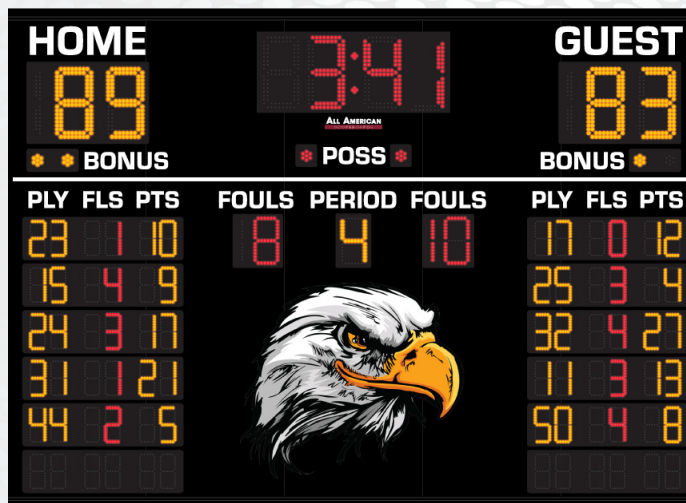 HOME 3:41 GUEST
89 83
ALL AMERICAN
BONUS POSS BONUS
PLY FLS PTS FOULS PERIOD FOULS PLY FLS PTS
23 1 10 8 4 10 17 0 12
15 4 9 25 3 4
24 3 17 32 4 27
31 1 21 11 3 13
44 2 5 50 4 8